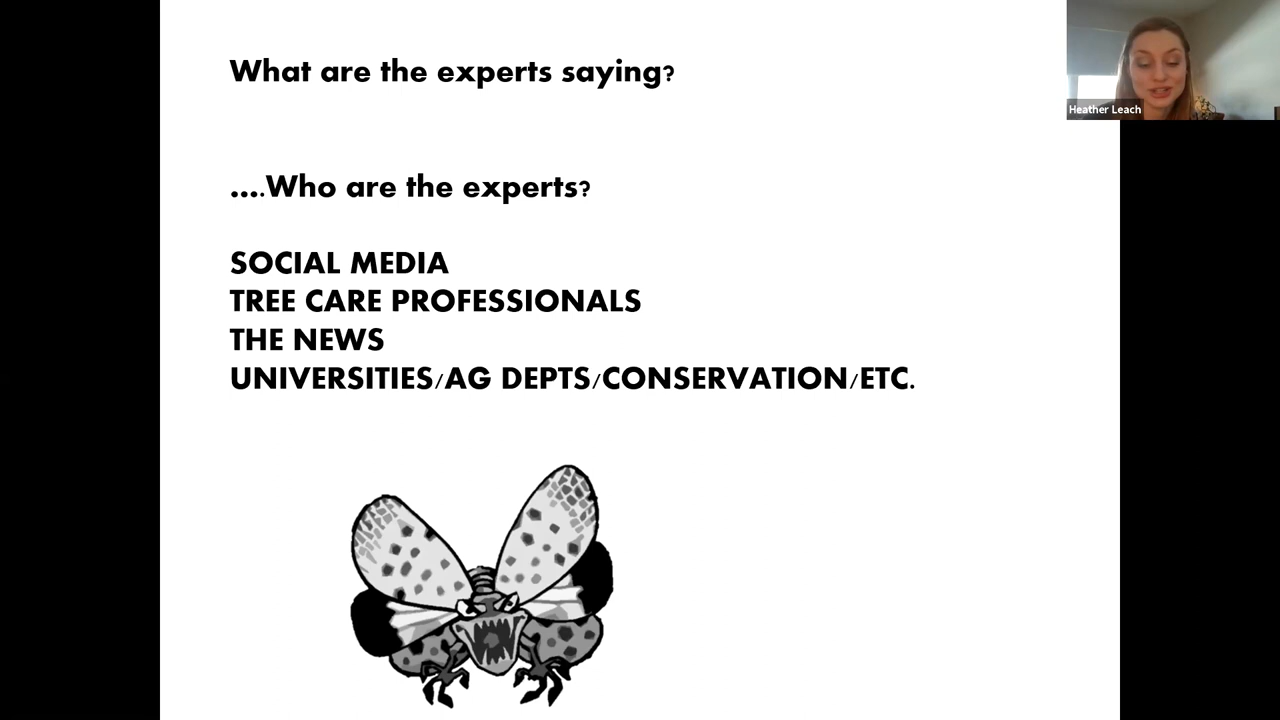 What are the experts saying?
....Who are the experts?
SOCIAL MEDIA
TREE CARE PROFESSIONALS
THE NEWS
UNIVERSITIES/AG DEPTS/CONSERVATION/ETC.
Heather Leach